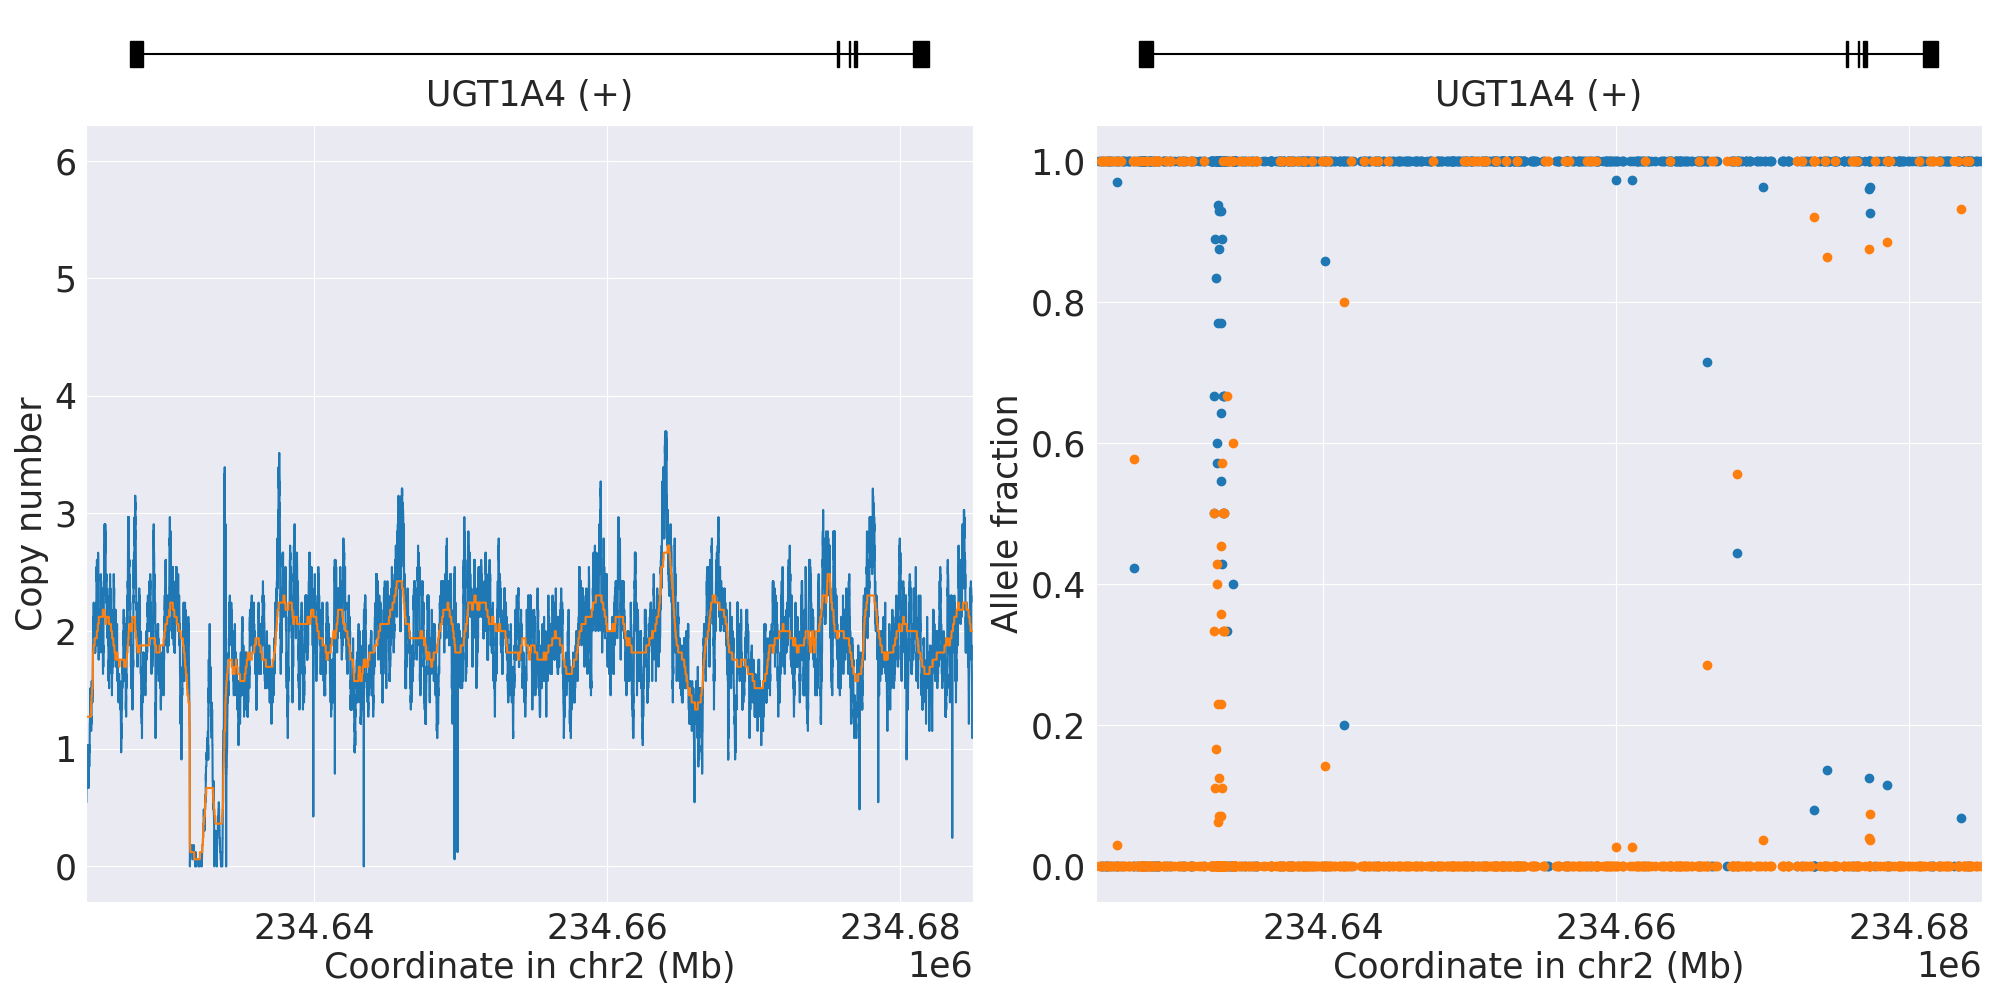 UGT1A4 (+)
Copy number
6
5
4
3
2
1
0
234.64
234.66
234.68
Coordinate in chr2 (Mb)
1e6
UGT1A4 (+)
Allele fraction
1.0
0.8
0.6
0.4
0.2
0.0
234.64
234.66
234.68
Coordinate in chr2 (Mb)
1e6